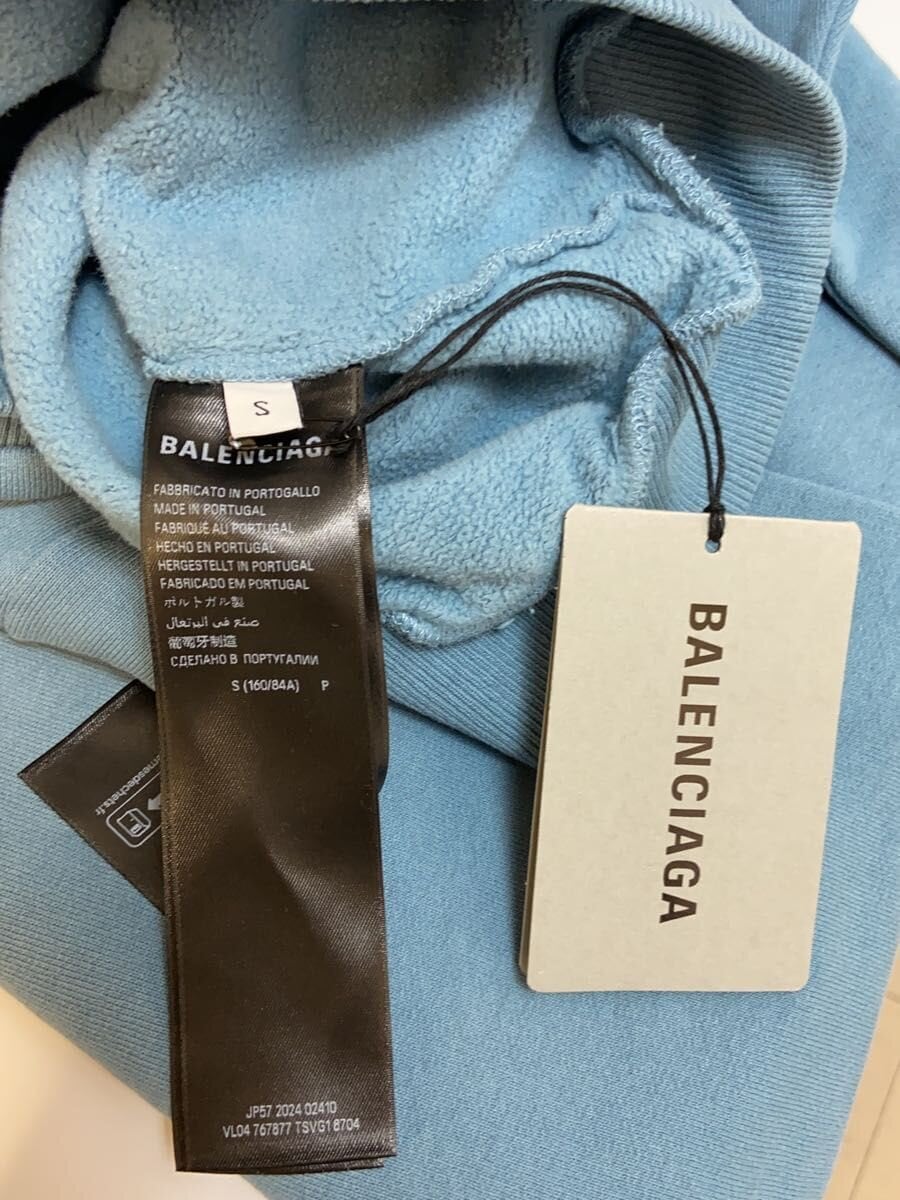 S
BALENCIAGA
FABBRICATO IN PORTOGALLO
MADE IN PORTUGAL
FABRIQUÉ AU PORTUGAL
HECHO EN PORTUGAL
HERGESTELLT IN PORTUGAL
FABRICADO EM PORTUGAL
ポルトガル製
صنع في البرتغال
葡萄牙制造
СДЕЛАНО В ПОРТУГАЛИИ
S (160/84A) P
JP57 2024 02410
VL04 767877 TSVG1 8704
BALENCIAGA